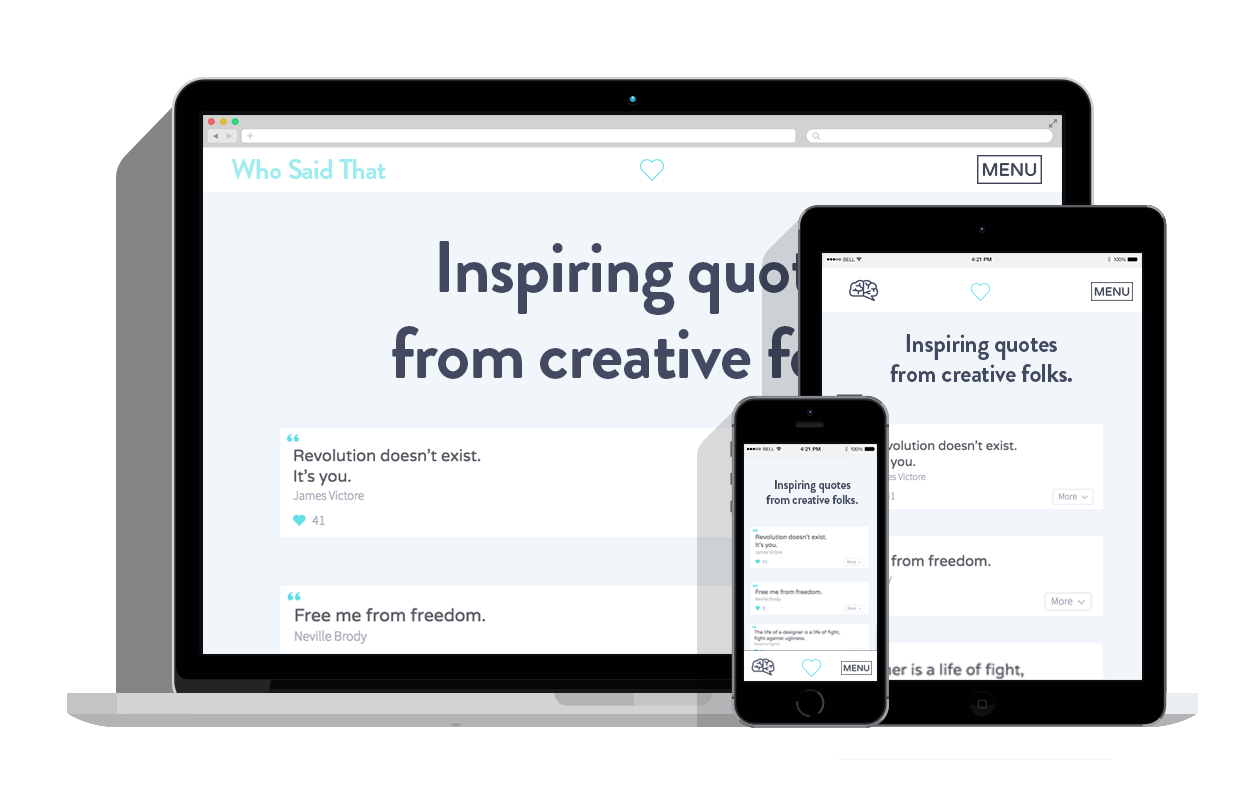 Who Said That
MENU
Inspiring quot
from creative fo
“
Revolution doesn't exist.
It's you.
James Victore
41
“
Free me from freedom.
Neville Brody
BELL
4:21 PM
100%
MENU
Inspiring quotes
from creative folks.
volution doesn't exist.
you.
es Victore
1
More
from freedom.
y
More
ner is a life of fight,
BELL
4:21 PM
100%
Inspiring quotes
from creative folks.
“
Revolution doesn't exist.
It's you.
James Victore
41
More
“
Free me from freedom.
Neville Brody
More
“
The life of a designer is a life of fight,
fight against ugliness.
MENU